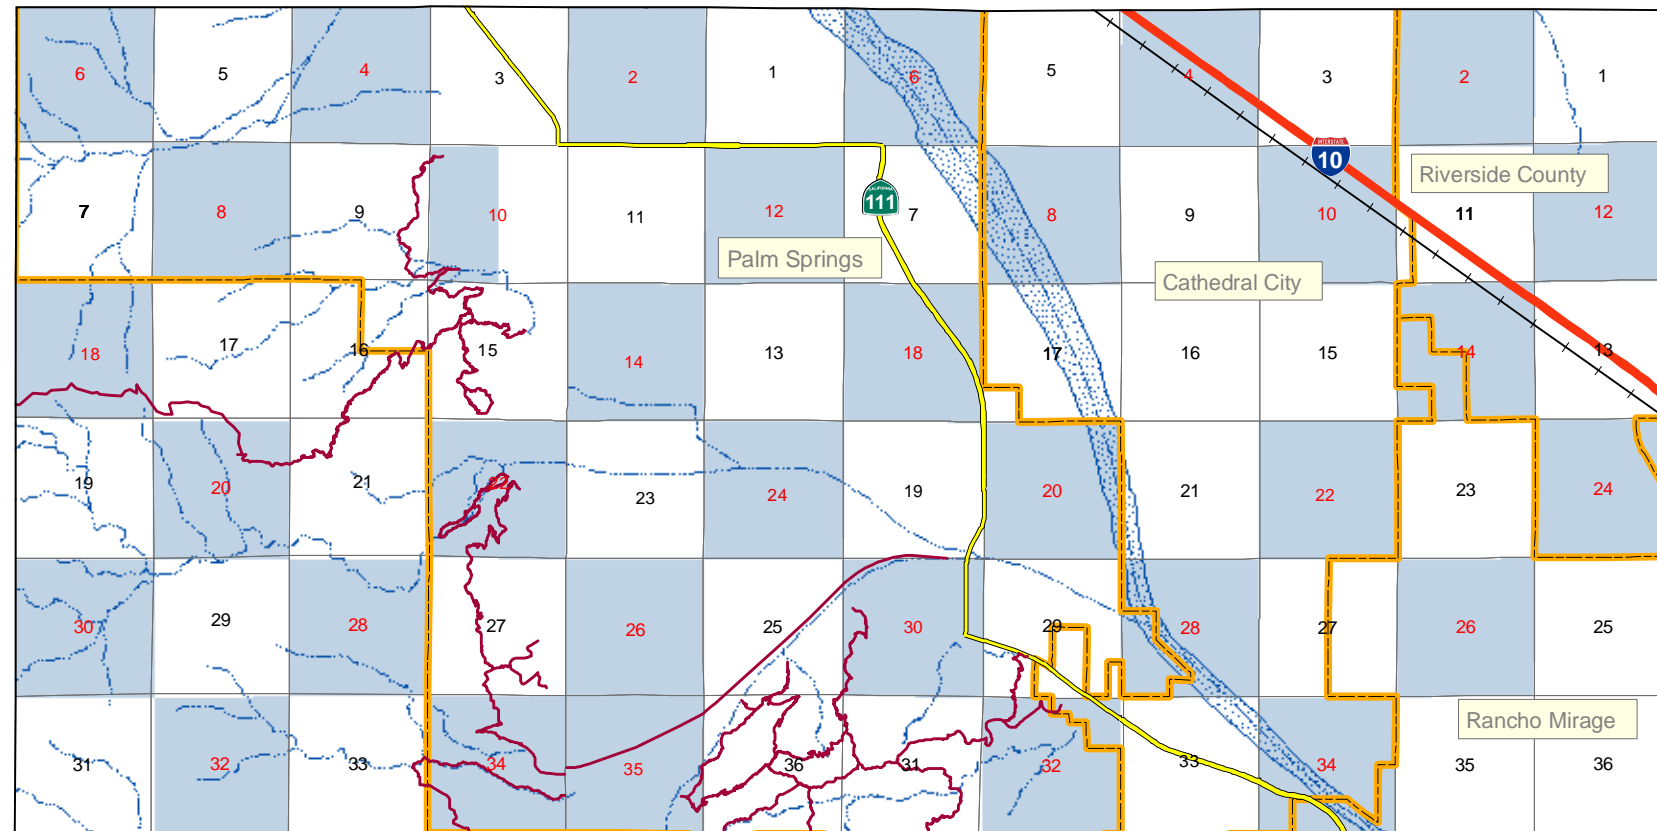 6 5 4 3 2 1 6 5 4 3 2 1
INTERSTATE
10
Riverside County
CALIFORNIA
111
7 8 9 10 11 12 7 8 9 10 11 12
Palm Springs
Cathedral City
18 17 16 15 14 13 18 17 16 15 14 13
19 20 21 22 23 24 19 20 21 22 23 24
30 29 28 27 26 25 30 29 28 27 26 25
Rancho Mirage
31 32 33 34 35 36 31 32 33 34 35 36